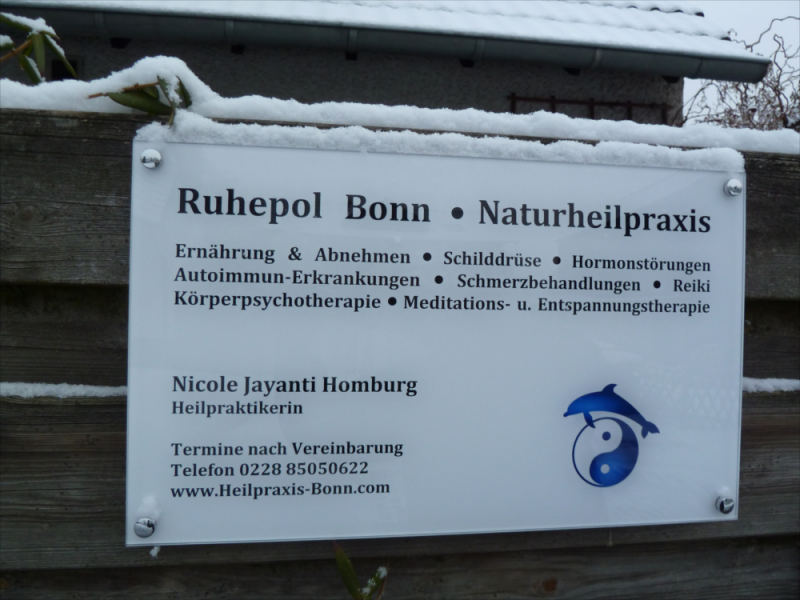 Ruhepol Bonn • Naturheilpraxis
Ernährung & Abnehmen • Schilddrüse • Hormonstörungen
Autoimmun-Erkrankungen • Schmerzbehandlungen • Reiki
Körperpsychotherapie • Meditations- u. Entspannungstherapie
Nicole Jayanti Homburg
Heilpraktikerin
Termine nach Vereinbarung
Telefon 0228 85050622
www.Heilpraxis-Bonn.com